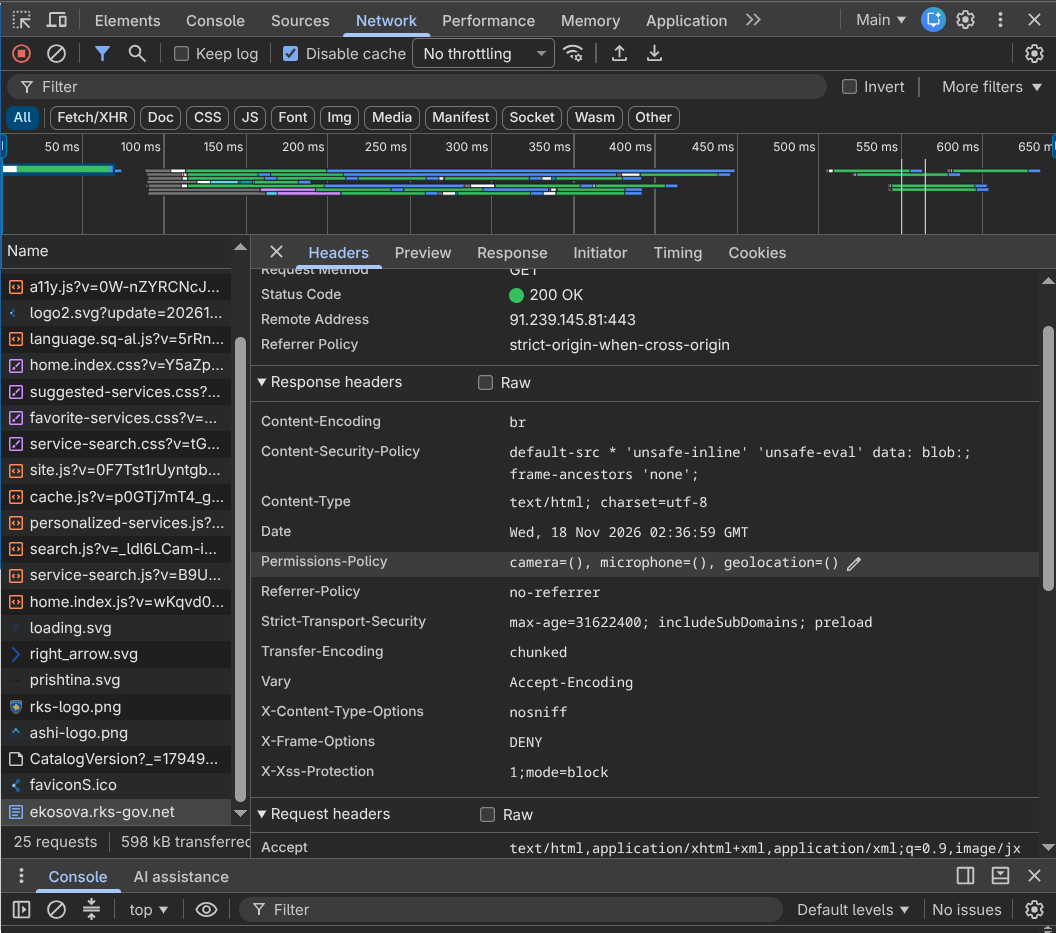 Elements Console Sources Network Performance Memory Application Main
Keep log Disable cache No throttling
Filter Invert More filters
All Fetch/XHR Doc CSS JS Font Img Media Manifest Socket Wasm Other
50 ms 100 ms 150 ms 200 ms 250 ms 300 ms 350 ms 400 ms 450 ms 500 ms 550 ms 600 ms 650 m
Name
a11y.js?v=0W-nZYRCNcJ...
logo2.svg?update=20261...
language.sq-al.js?v=5rRn...
home.index.css?v=Y5aZp...
suggested-services.css?...
favorite-services.css?v=...
service-search.css?v=tG...
site.js?v=0F7Tst1rUyntgb...
cache.js?v=p0GTj7mT4_g...
personalized-services.js?...
search.js?v=_ldl6LCam-i...
service-search.js?v=B9U...
home.index.js?v=wKqvd0...
loading.svg
right_arrow.svg
prishtina.svg
rks-logo.png
ashi-logo.png
CatalogVersion?_=17949...
faviconS.ico
ekosova.rks-gov.net
25 requests 598 kB transferred
Headers Preview Response Initiator Timing Cookies
Request Method GET
Status Code 200 OK
Remote Address 91.239.145.81:443
Referrer Policy strict-origin-when-cross-origin
Response headers Raw
Content-Encoding br
Content-Security-Policy default-src * 'unsafe-inline' 'unsafe-eval' data: blob:;
frame-ancestors 'none';
Content-Type text/html; charset=utf-8
Date Wed, 18 Nov 2026 02:36:59 GMT
Permissions-Policy camera=(), microphone=(), geolocation=()
Referrer-Policy no-referrer
Strict-Transport-Security max-age=31622400; includeSubDomains; preload
Transfer-Encoding chunked
Vary Accept-Encoding
X-Content-Type-Options nosniff
X-Frame-Options DENY
X-Xss-Protection 1;mode=block
Request headers Raw
Accept text/html,application/xhtml+xml,application/xml;q=0.9,image/jx
Console AI assistance
top Filter Default levels No issues